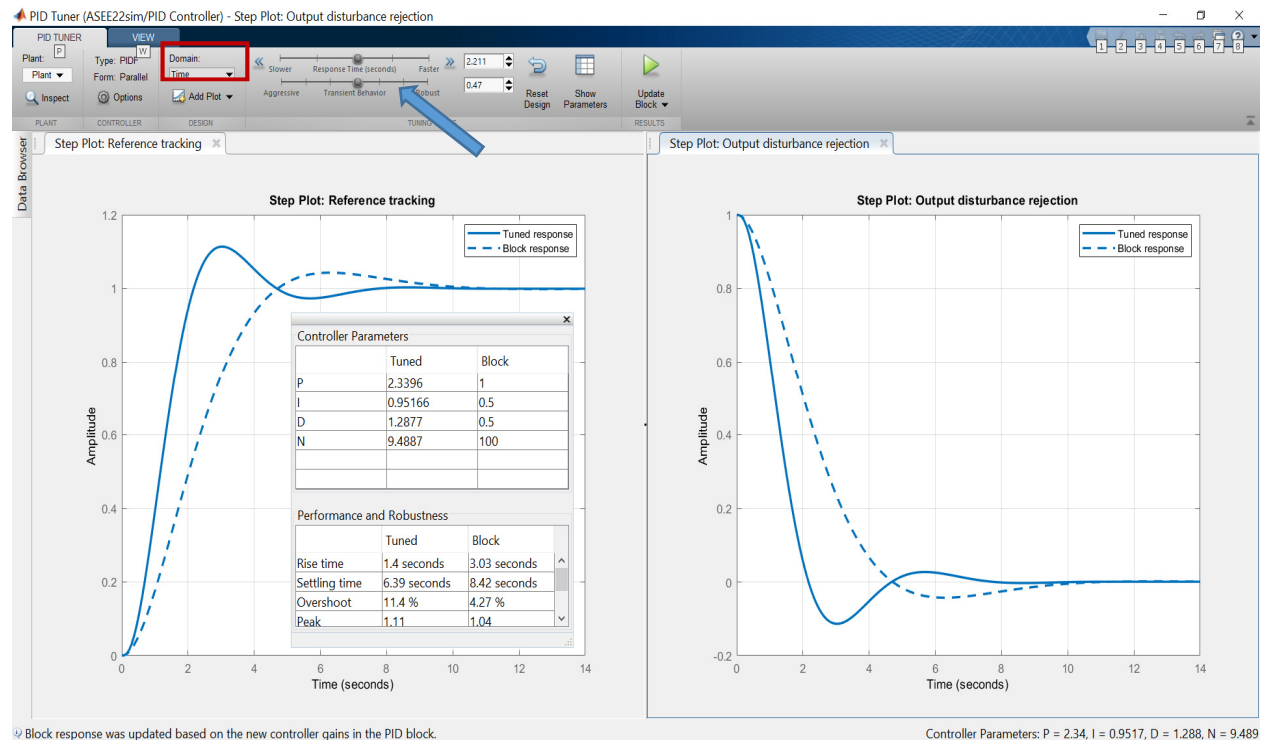 PID Tuner (ASEE22sim/PID Controller) - Step Plot: Output disturbance rejection
PID TUNER VIEW
P W 1 2 3 4 5 6 7 8
Plant: Type: PIDF Domain:
Plant Form: Parallel Time
Slower Response Time (seconds) Faster 2.211
Aggressive Transient Behavior Robust 0.47
Inspect Options Add Plot Reset Design Show Parameters Update Block
PLANT CONTROLLER DESIGN RESULTS
Data Browser
Step Plot: Reference tracking
Step Plot: Output disturbance rejection
Step Plot: Reference tracking
Tuned response
Block response
1.2
1
0.8
0.6
0.4
0.2
0
Amplitude
0 2 4 6 8 10 12 14
Time (seconds)
Controller Parameters
Tuned Block
P 2.3396 1
I 0.95166 0.5
D 1.2877 0.5
N 9.4887 100
Performance and Robustness
Tuned Block
Rise time 1.4 seconds 3.03 seconds
Settling time 6.39 seconds 8.42 seconds
Overshoot 11.4 % 4.27 %
Peak 1.11 1.04
Step Plot: Output disturbance rejection
Tuned response
Block response
1
0.8
0.6
0.4
0.2
0
-0.2
Amplitude
0 2 4 6 8 10 12 14
Time (seconds)
Block response was updated based on the new controller gains in the PID block.
Controller Parameters: P = 2.34, I = 0.9517, D = 1.288, N = 9.489